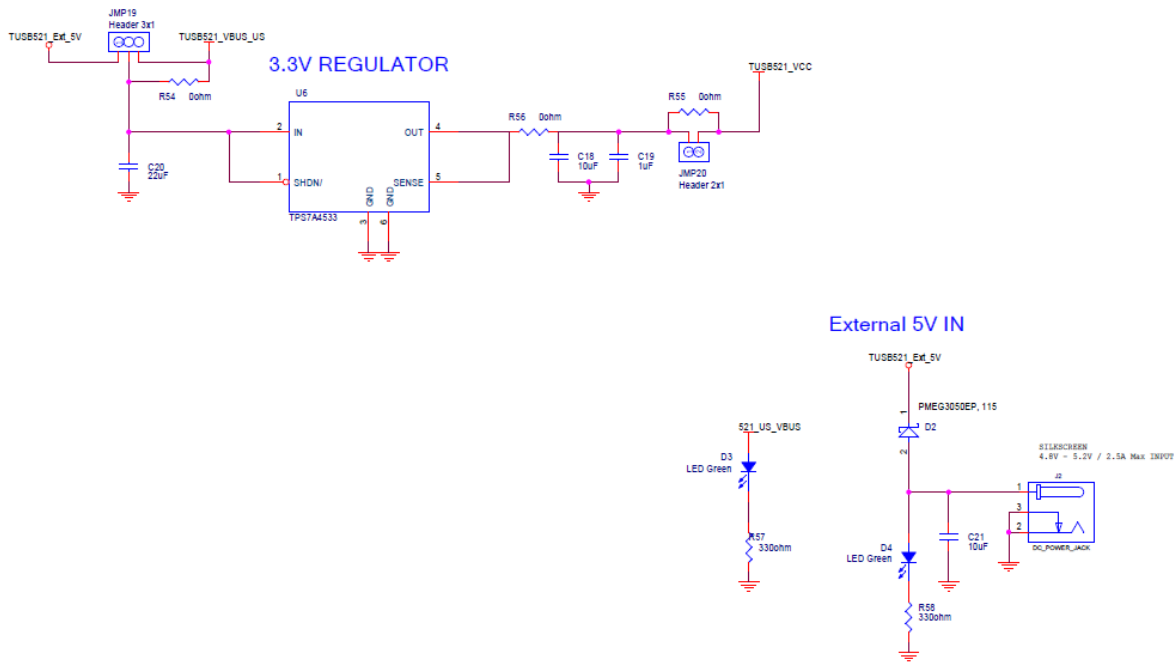 JMP19
Header 3x1
TUSB521_Ext_5V
TUSB521_VBUS_US
3.3V REGULATOR
R54 0ohm
U6
2 IN
OUT 4
1 SHDN/
SENSE 5
GND
GND
3
6
TPS7A4533
C20
22uF
R56 0ohm
C18
10uF
C19
1uF
R55 0ohm
JMP20
Header 2x1
TUSB521_VCC
External 5V IN
TUSB521_Ext_5V
1
PMEG3050EP, 115
D2
2
521_US_VBUS
D3
LED Green
R57
330ohm
SILKSCREEN
4.8V - 5.2V / 2.5A Max INPUT
J2
1
3
2
DC_POWER_JACK
C21
10uF
D4
LED Green
R58
330ohm